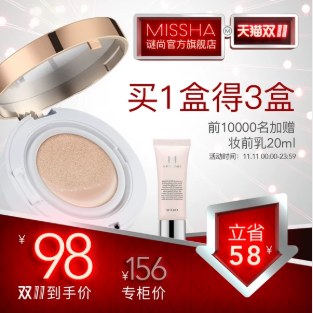 MISSHA
谜尚官方旗舰店
M
天猫双11
买1盒得3盒
前10000名加赠
妆前乳20ml
活动时间：11.11 00:00-23:59
立省
58¥
¥98
双11到手价
¥156
专柜价